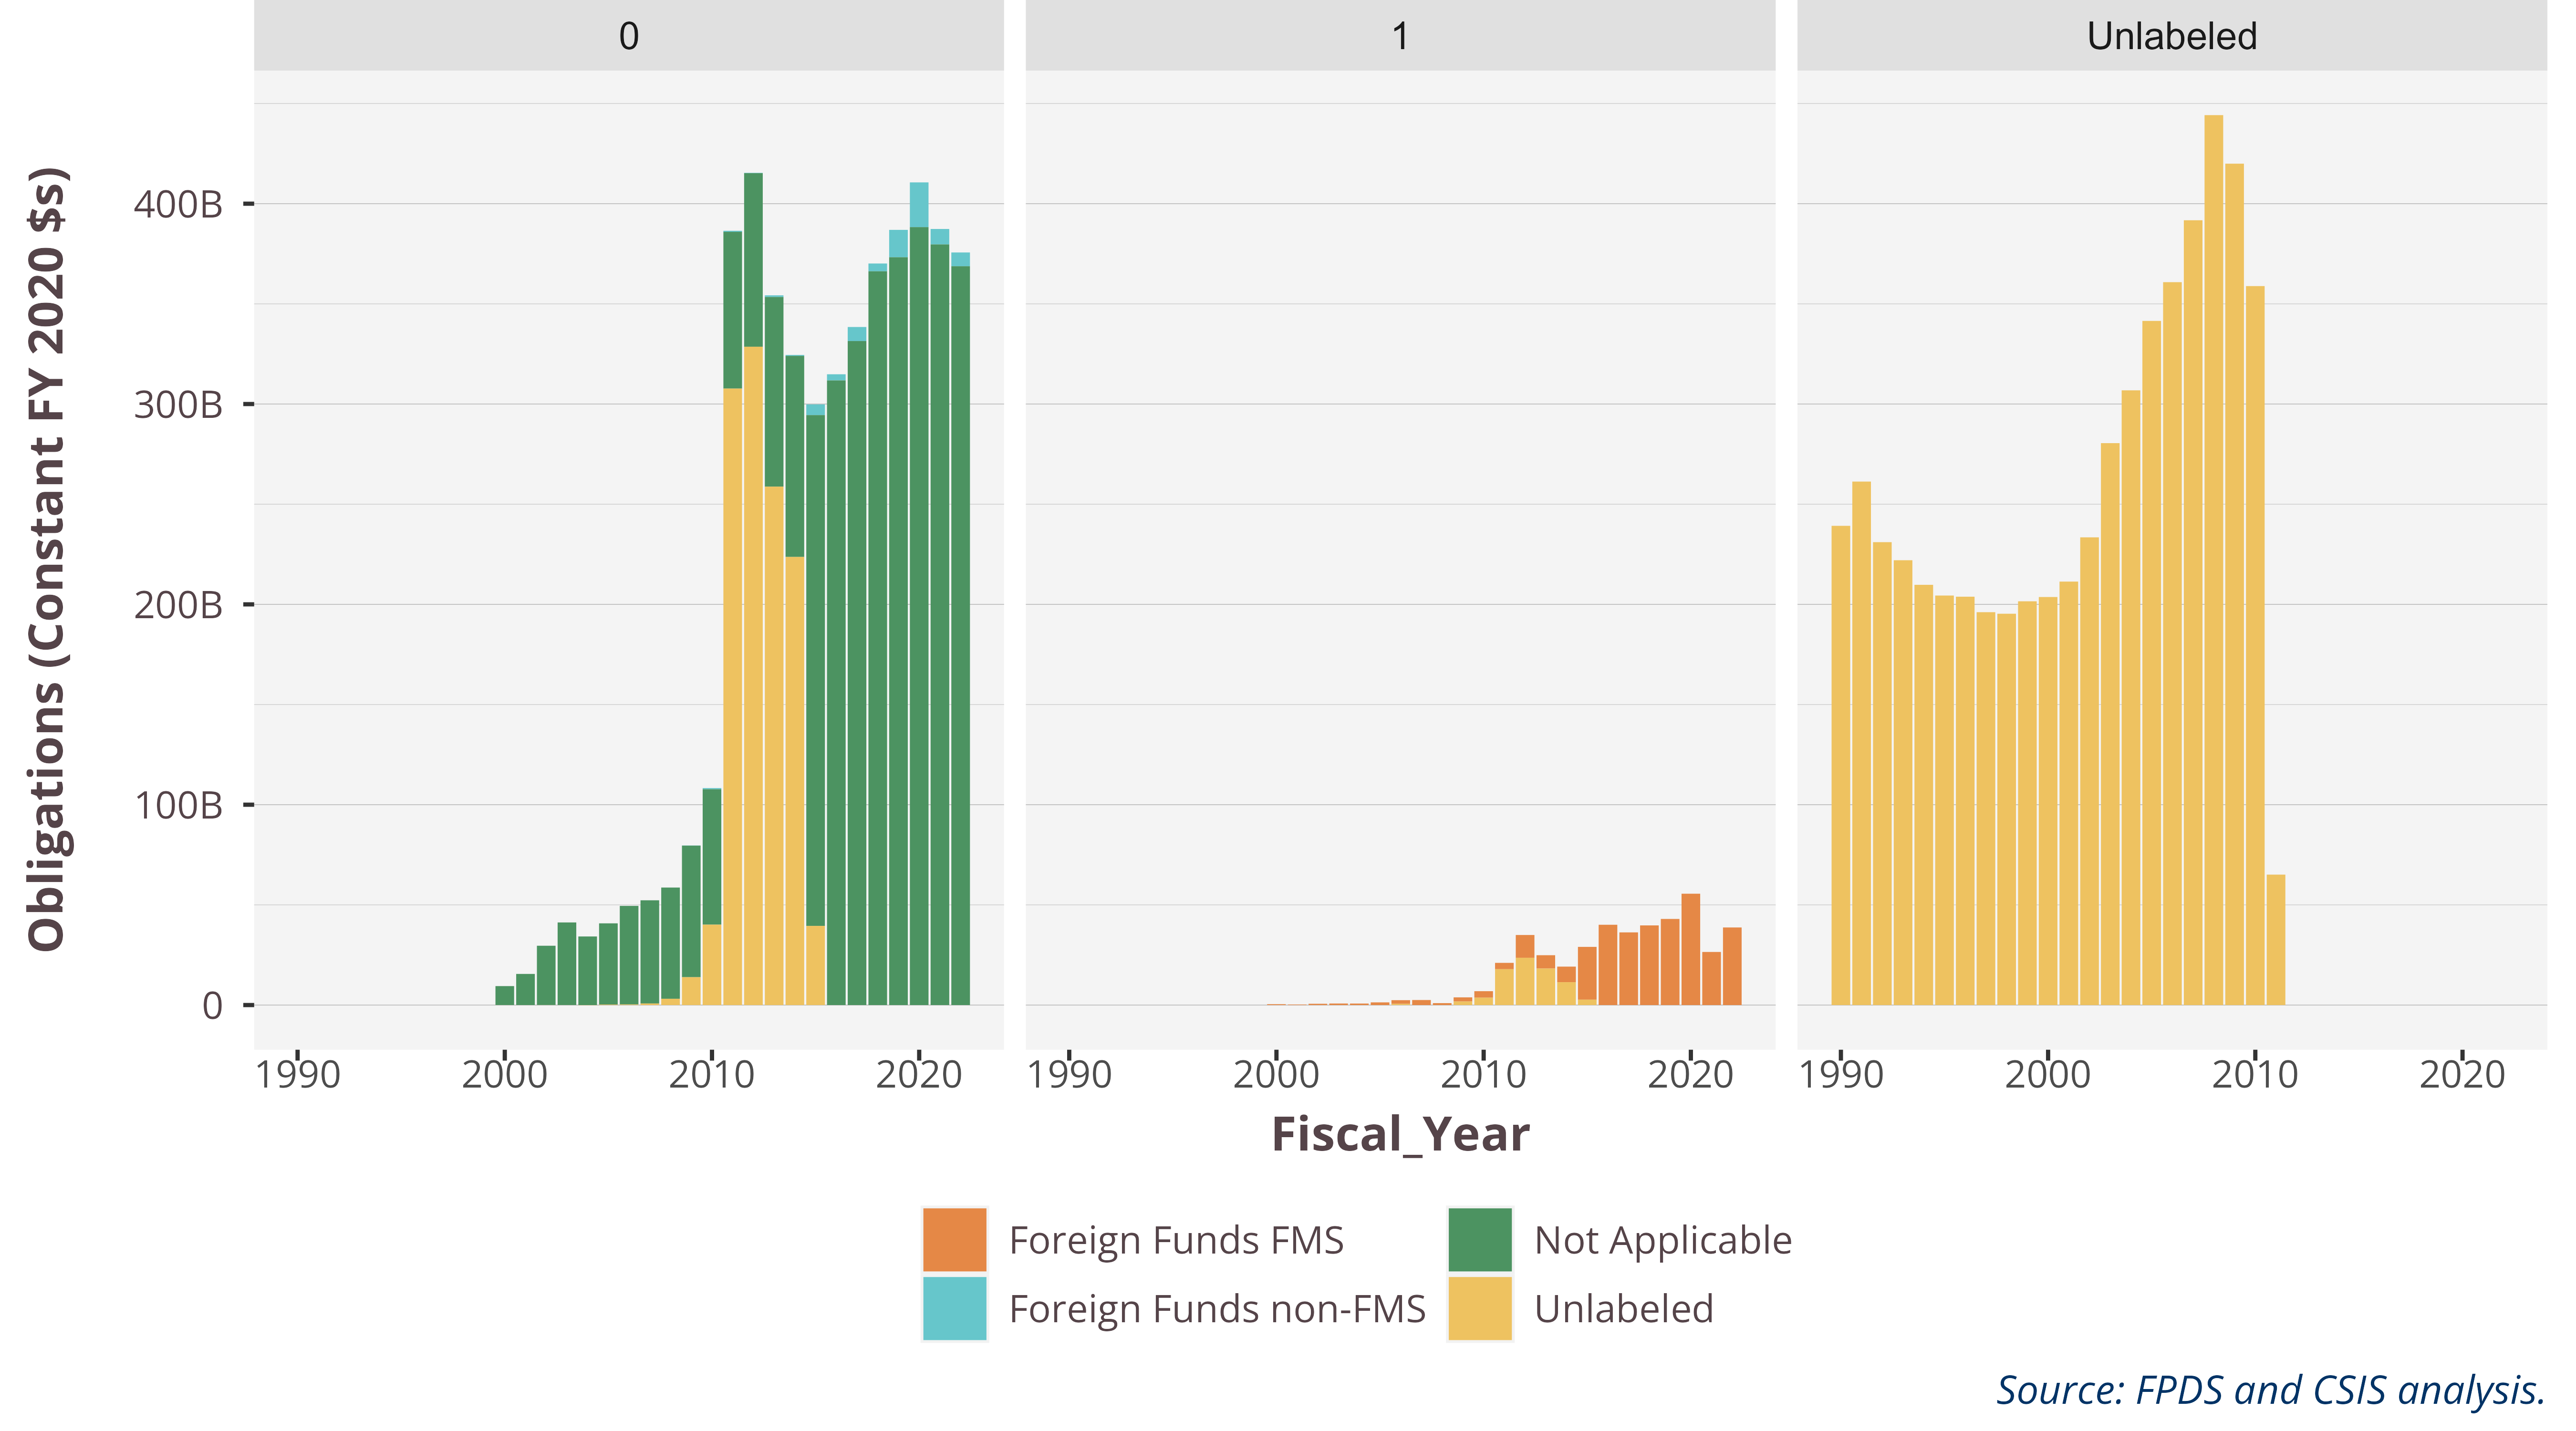 0
1
Unlabeled
Obligations (Constant FY 2020 $s)
400B
300B
200B
100B
0
1990 2000 2010 2020
1990 2000 2010 2020
1990 2000 2010 2020
Fiscal_Year
Foreign Funds FMS
Not Applicable
Foreign Funds non-FMS
Unlabeled
Source: FPDS and CSIS analysis.